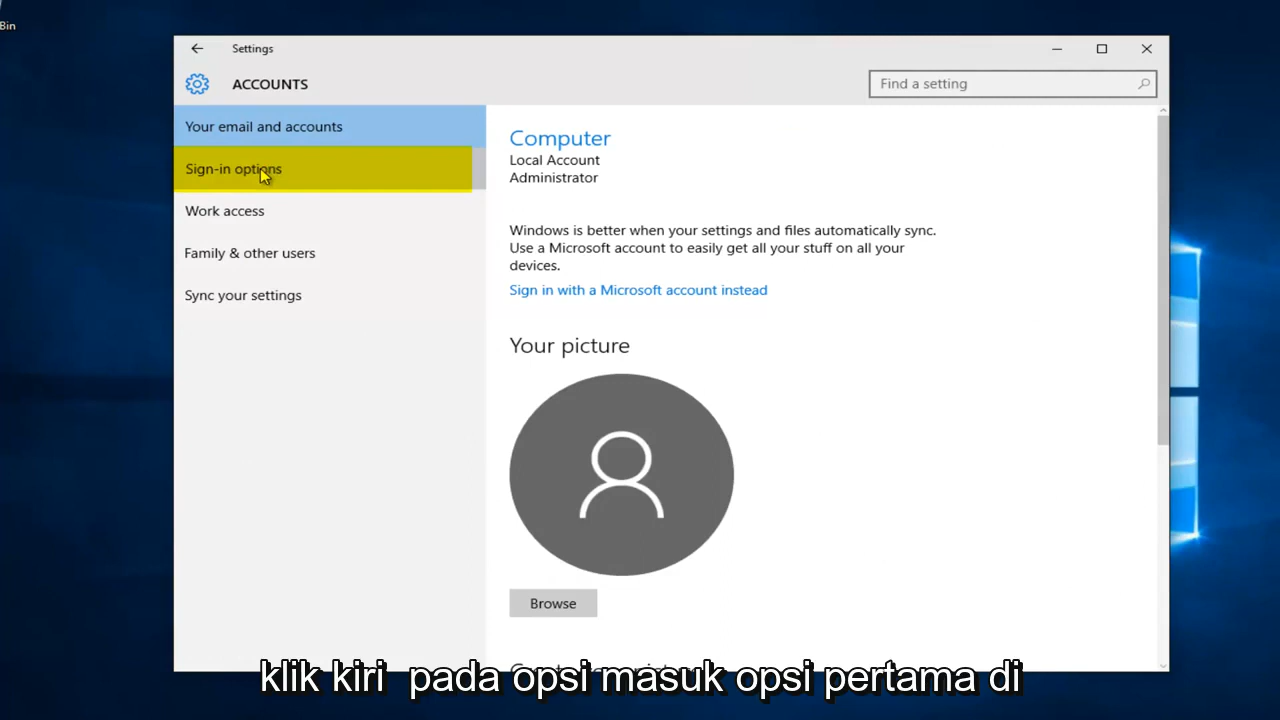 Bin
Settings
ACCOUNTS
Find a setting
Your email and accounts
Sign-in options
Work access
Family & other users
Sync your settings
Computer
Local Account
Administrator
Windows is better when your settings and files automatically sync.
Use a Microsoft account to easily get all your stuff on all your
devices.
Sign in with a Microsoft account instead
Your picture
Browse
klik kiri pada opsi masuk opsi pertama di